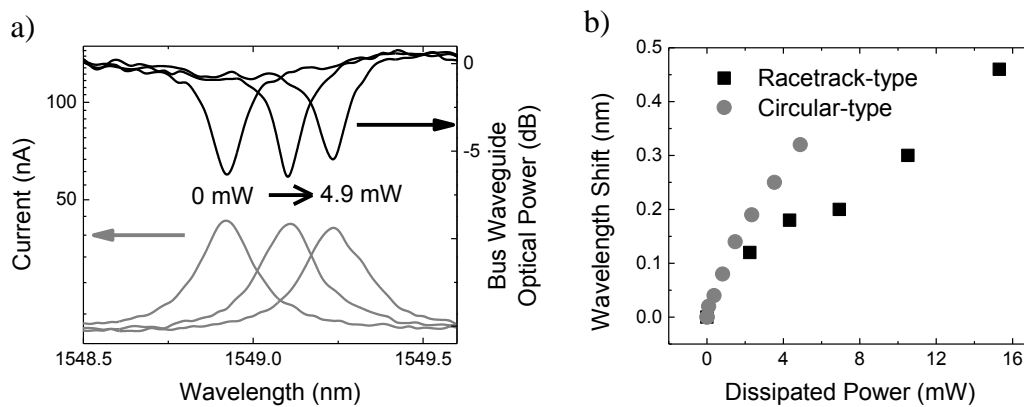 a)
100
50
Current (nA)
0
-5
Bus Waveguide
Optical Power (dB)
0 mW
4.9 mW
1548.5
1549.0
1549.5
Wavelength (nm)
b)
0.5
0.4
0.3
0.2
0.1
0.0
Wavelength Shift (nm)
Racetrack-type
Circular-type
0
4
8
12
16
Dissipated Power (mW)